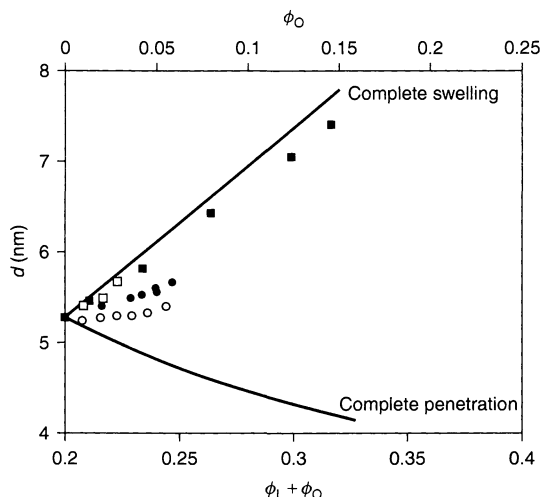 ϕO
0 0.05 0.1 0.15 0.2 0.25
8
Complete swelling
7
d (nm)
6
5
Complete penetration
4
0.2 0.25 0.3 0.35 0.4
ϕL + ϕO